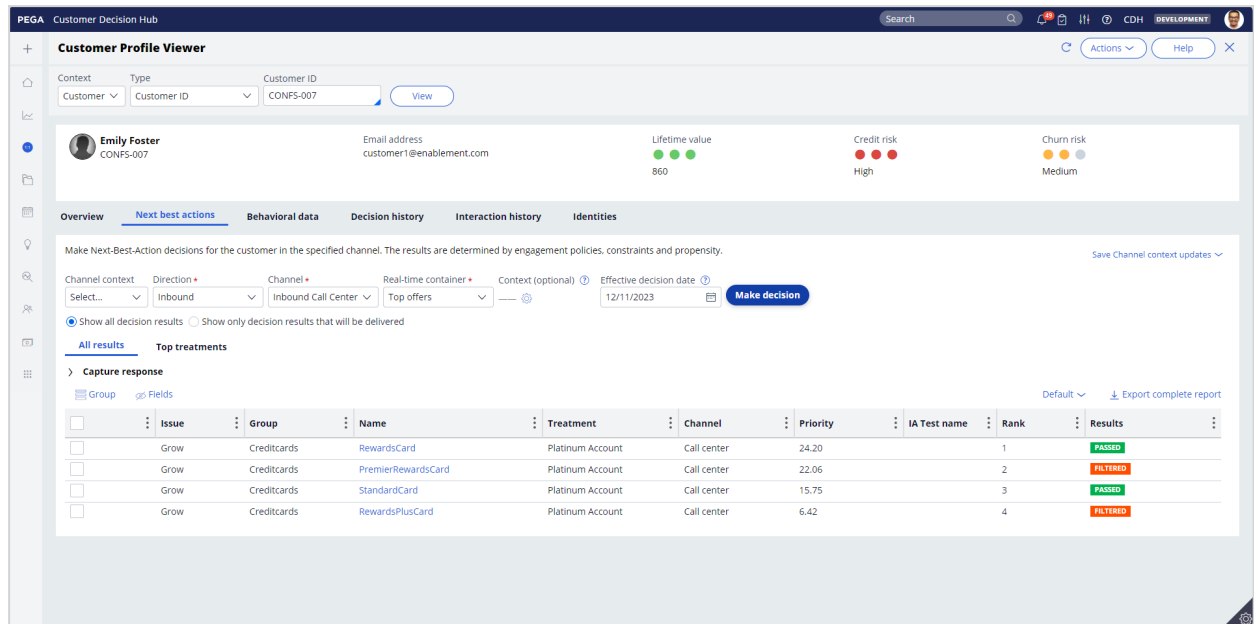 PEGA Customer Decision Hub Search 49 CDH DEVELOPMENT
Customer Profile Viewer Actions Help
Context Type Customer ID
Customer Customer ID CONFS-007 View
Emily Foster Email address Lifetime value Credit risk Churn risk
CONFS-007 customer1@enablement.com
860 High Medium
Overview Next best actions Behavioral data Decision history Interaction history Identities
Make Next-Best-Action decisions for the customer in the specified channel. The results are determined by engagement policies, constraints and propensity.
Save Channel context updates
Channel context Direction • Channel • Real-time container • Context (optional) ? Effective decision date ?
Select... Inbound Inbound Call Center Top offers 12/11/2023 Make decision
Show all decision results Show only decision results that will be delivered
All results Top treatments
Capture response
Group Fields Default Export complete report
Issue Group Name Treatment Channel Priority IA Test name Rank Results
Grow Creditcards RewardsCard Platinum Account Call center 24.20 1 PASSED
Grow Creditcards PremierRewardsCard Platinum Account Call center 22.06 2 FILTERED
Grow Creditcards StandardCard Platinum Account Call center 15.75 3 PASSED
Grow Creditcards RewardsPlusCard Platinum Account Call center 6.42 4 FILTERED